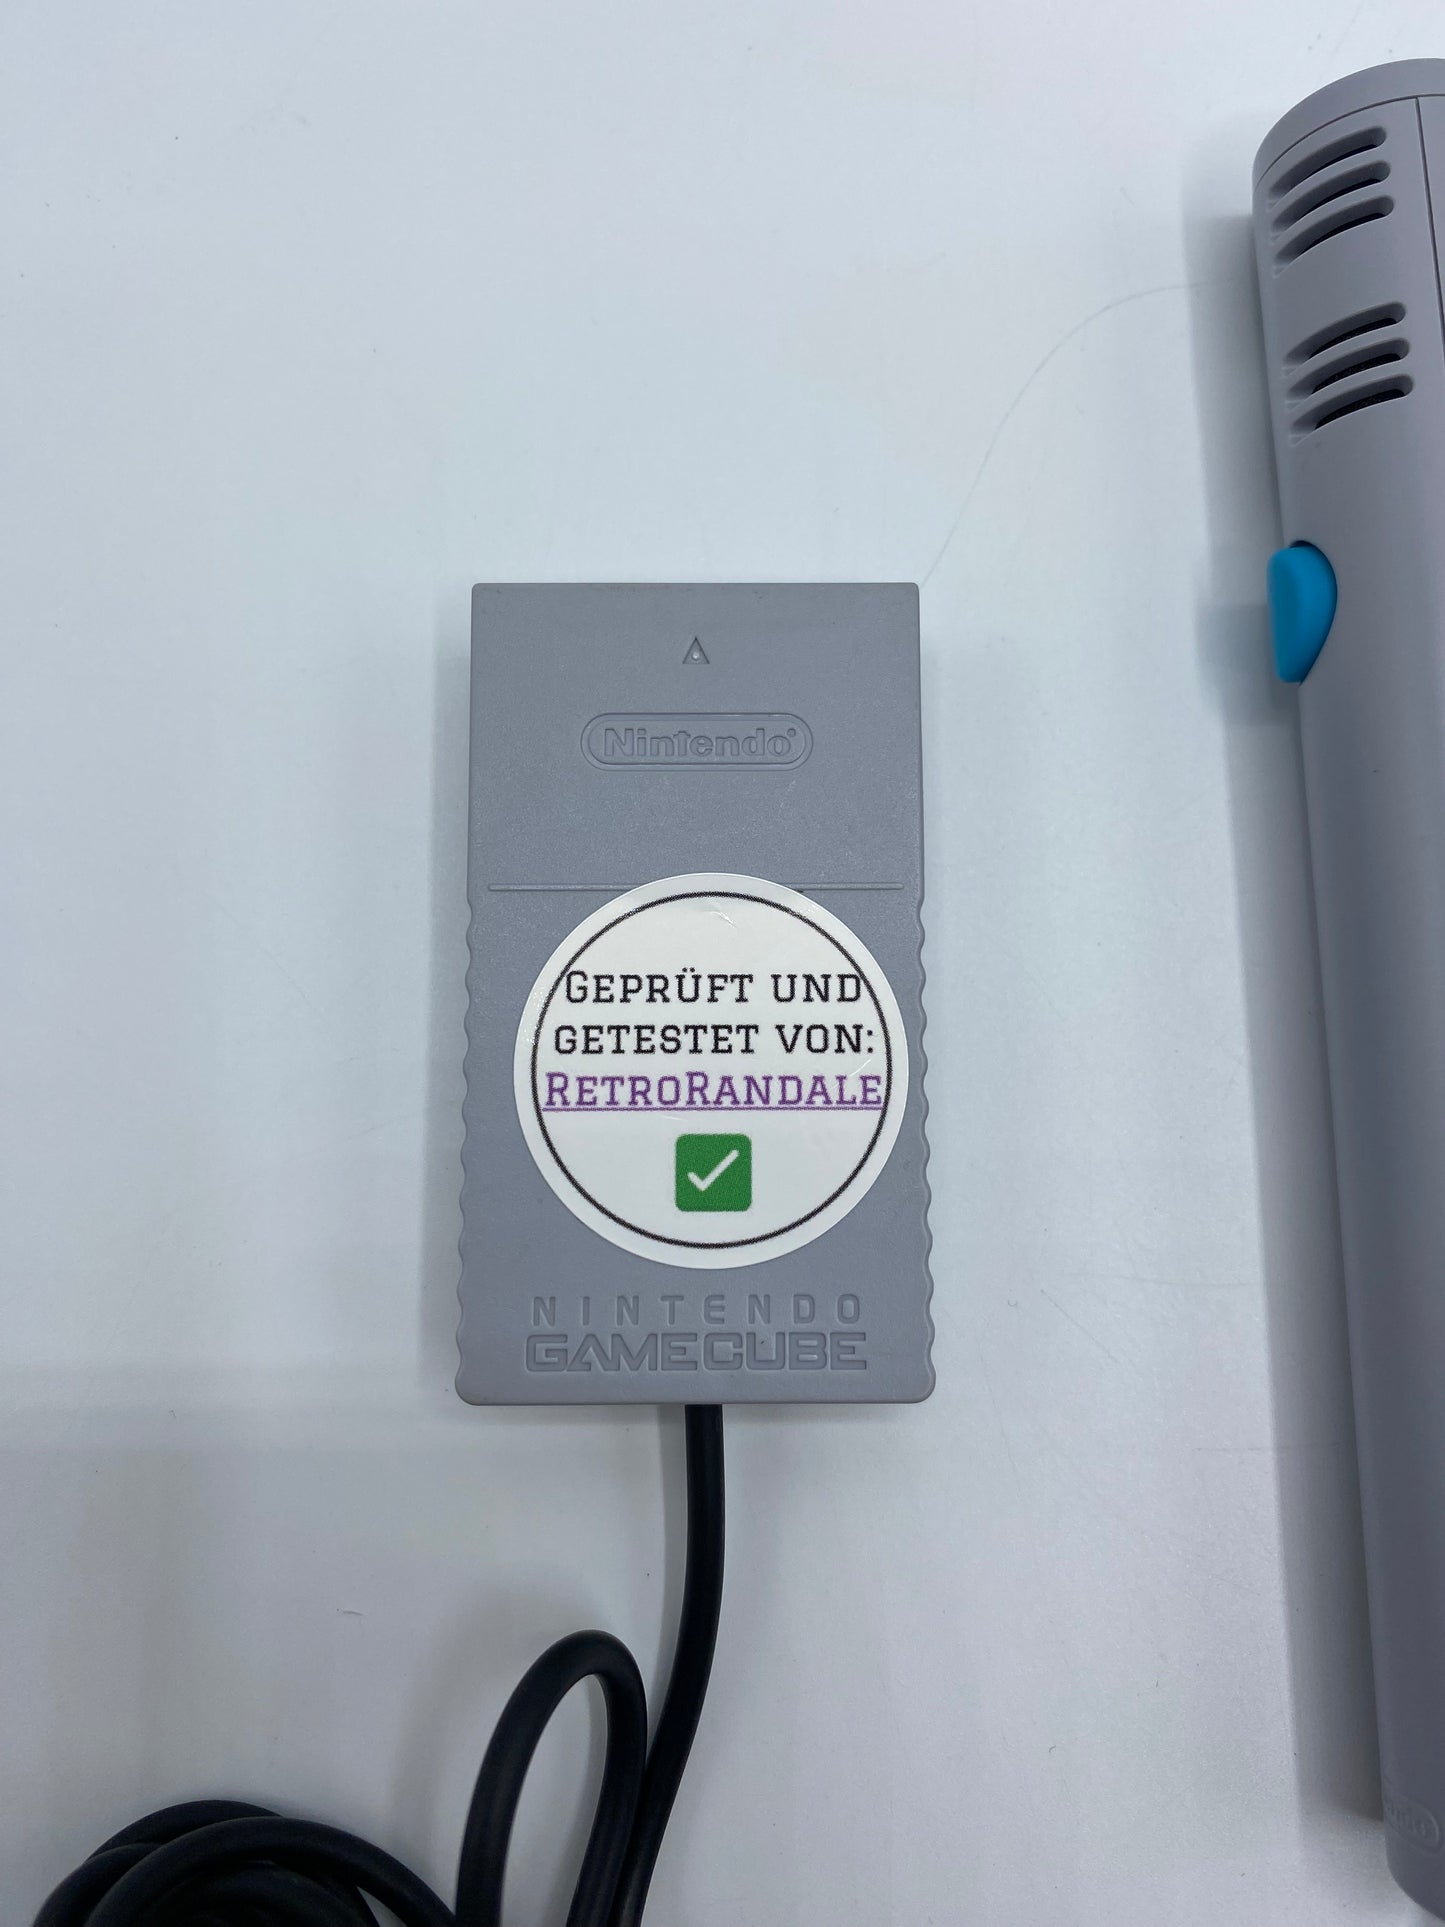 Nintendo®
GEPRÜFT UND
GETESTET VON:
RETRORANDALE
NINTENDO
GAMECUBE